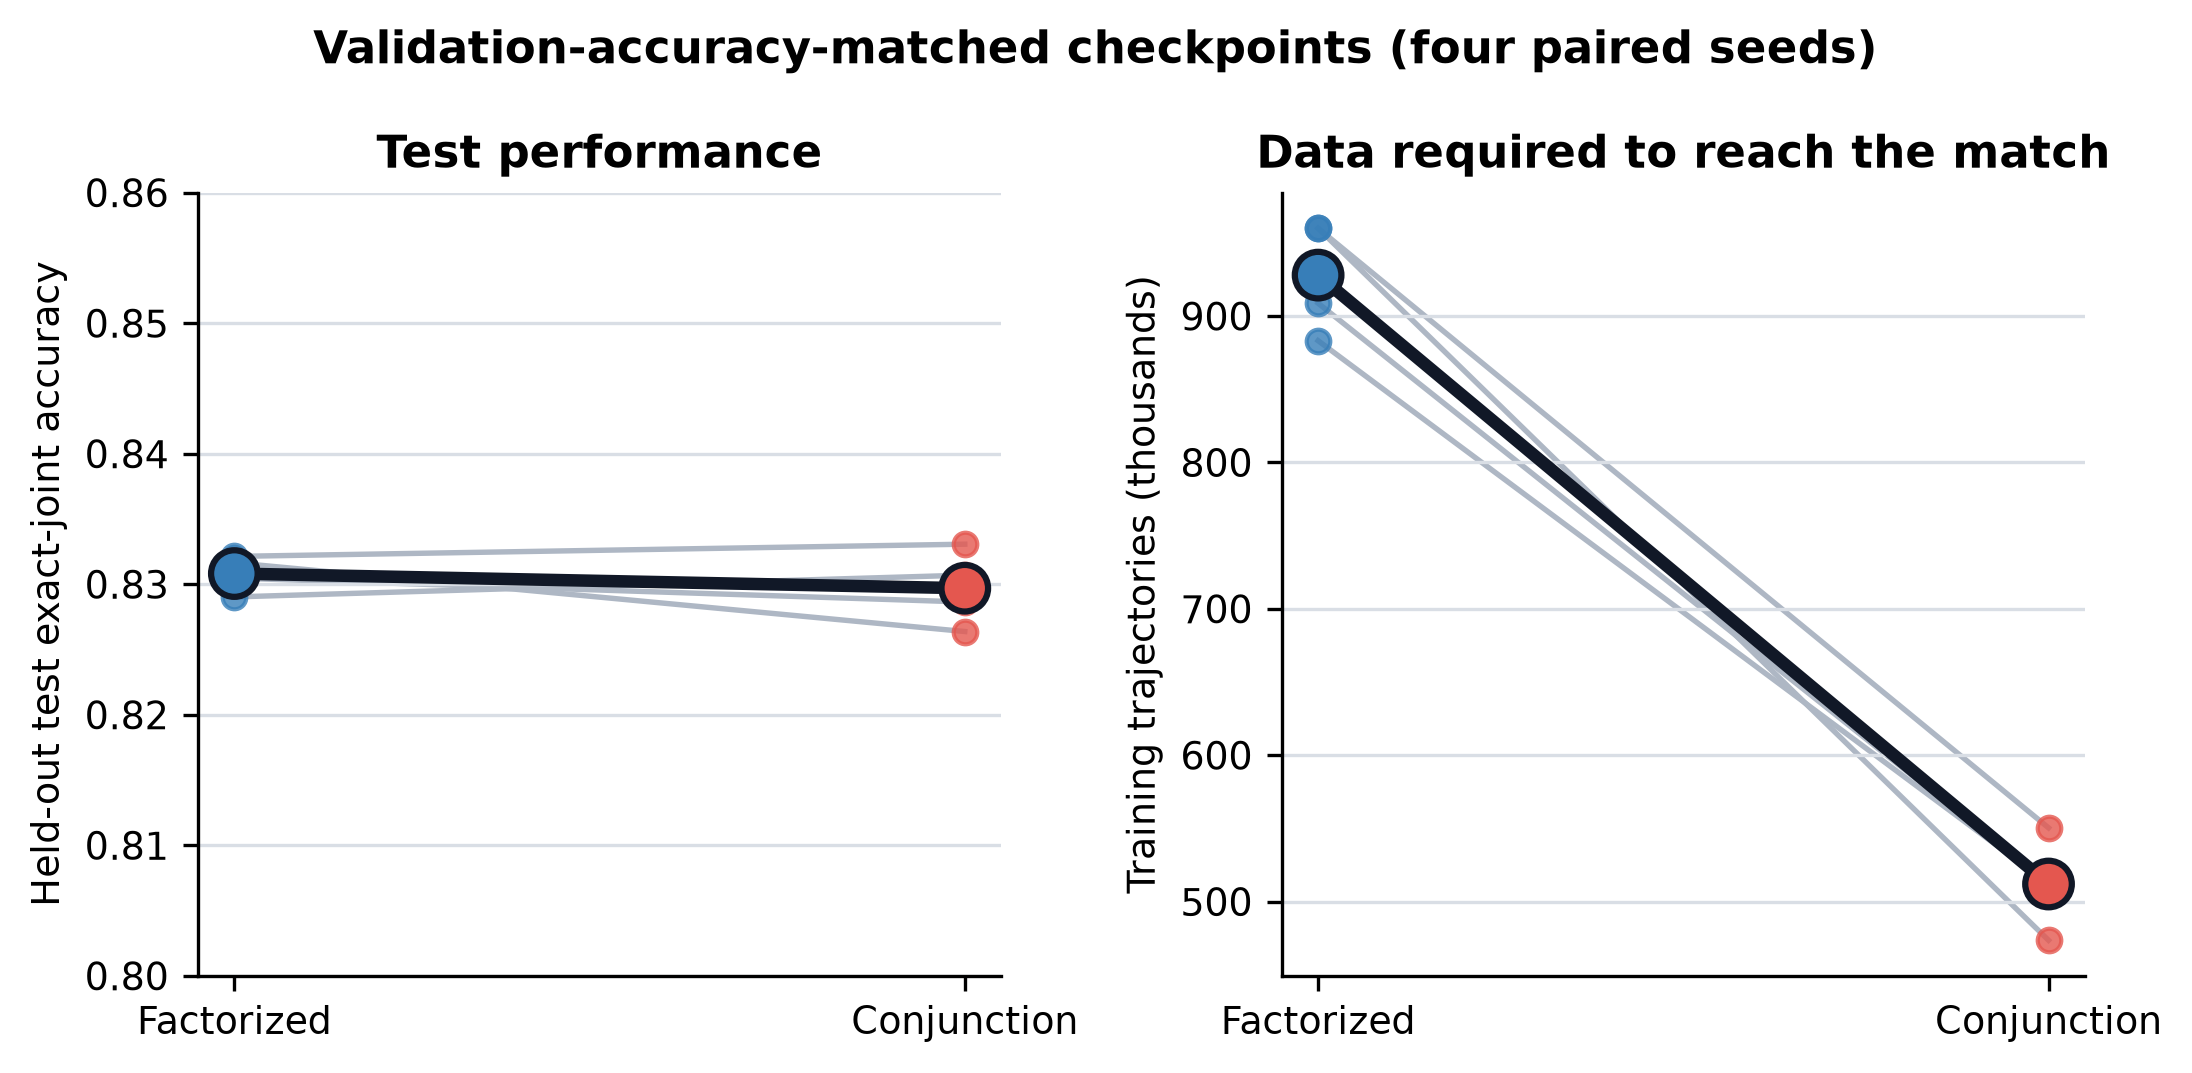 Validation-accuracy-matched checkpoints (four paired seeds)
Test performance
Held-out test exact-joint accuracy
0.86
0.85
0.84
0.83
0.82
0.81
0.80
Factorized
Conjunction
Data required to reach the match
Training trajectories (thousands)
900
800
700
600
500
Factorized
Conjunction